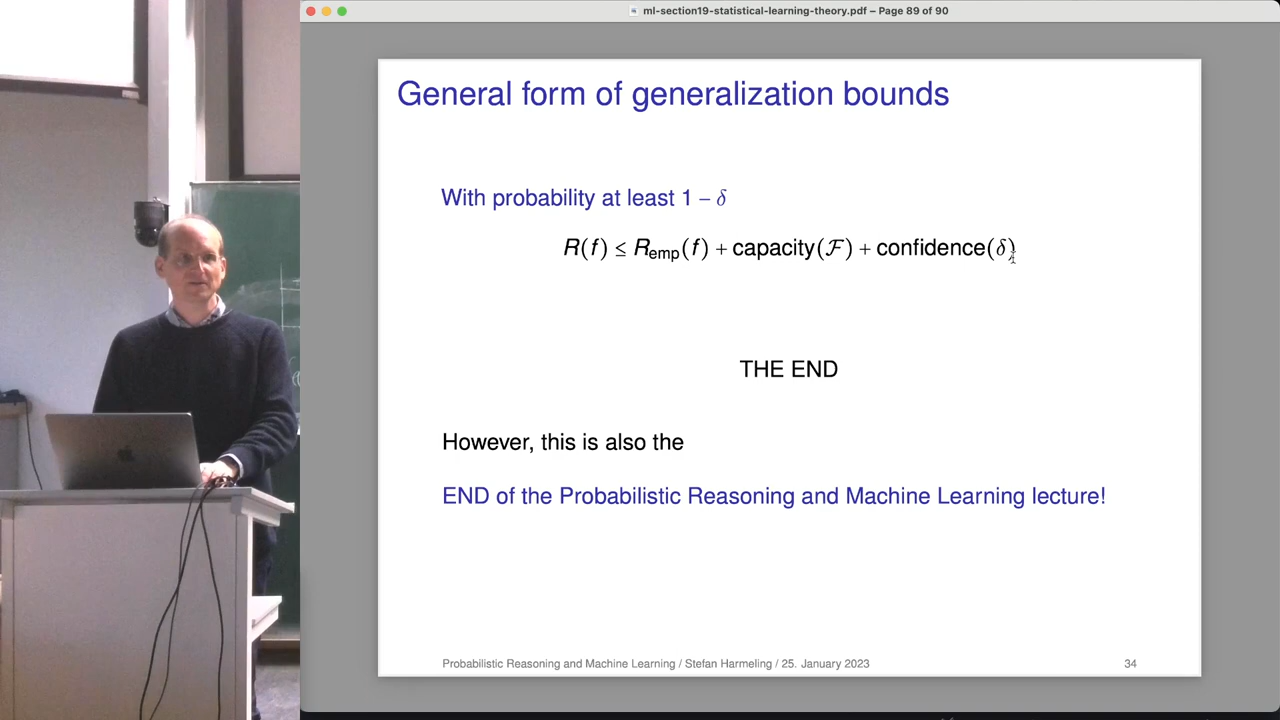 ml-section19-statistical-learning-theory.pdf – Page 89 of 90
General form of generalization bounds
With probability at least 1 − δ
R(f) ≤ R_emp(f) + capacity(ℱ) + confidence(δ)
THE END
However, this is also the
END of the Probabilistic Reasoning and Machine Learning lecture!
Probabilistic Reasoning and Machine Learning / Stefan Harmeling / 25. January 2023
34